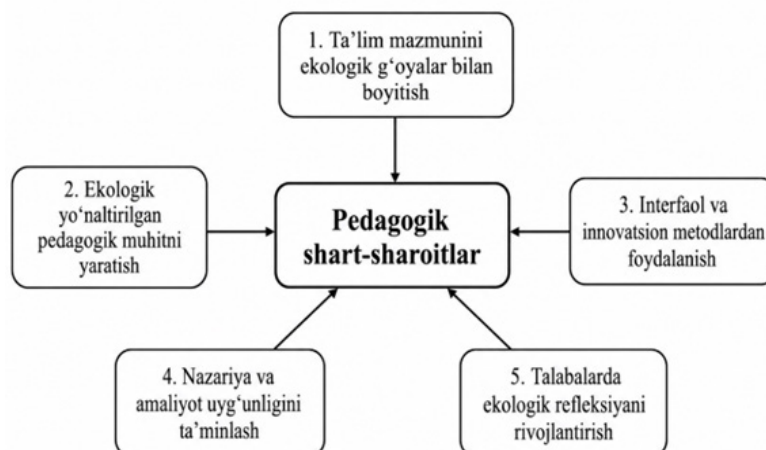 1. Ta’lim mazmunini
ekologik g‘oyalar bilan
boyitish
2. Ekologik
yo‘naltirilgan
pedagogik muhitni
yaratish
Pedagogik
shart-sharoitlar
3. Interfaol va
innovatsion metodlardan
foydalanish
4. Nazariya va
amaliyot uyg‘unligini
ta’minlash
5. Talabalarda
ekologik refleksiyani
rivojlantirish